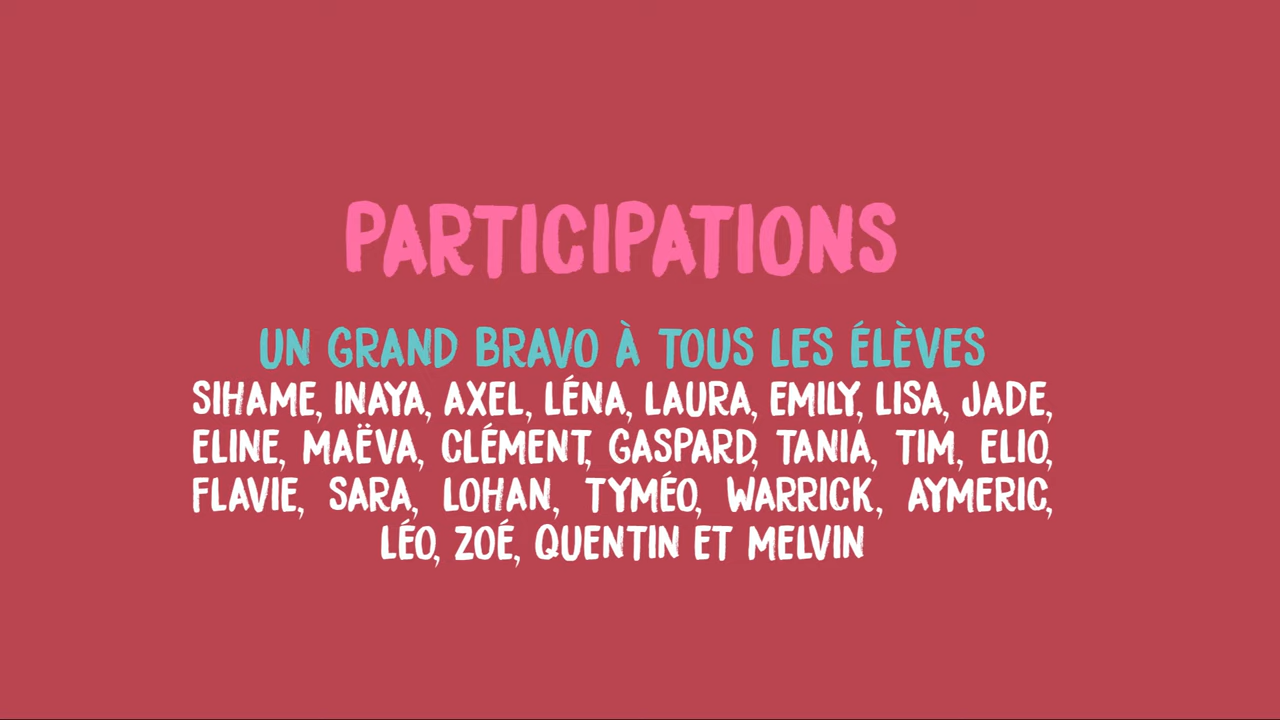 PARTICIPATIONS
UN GRAND BRAVO À TOUS LES ÉLÈVES
SIHAME, INAYA, AXEL, LÉNA, LAURA, EMILY, LISA, JADE,
ELINE, MAËVA, CLÉMENT, GASPARD, TANIA, TIM, ELIO,
FLAVIE, SARA, LOHAN, TYMÉO, WARRICK, AYMERIC,
LÉO, ZOÉ, QUENTIN ET MELVIN